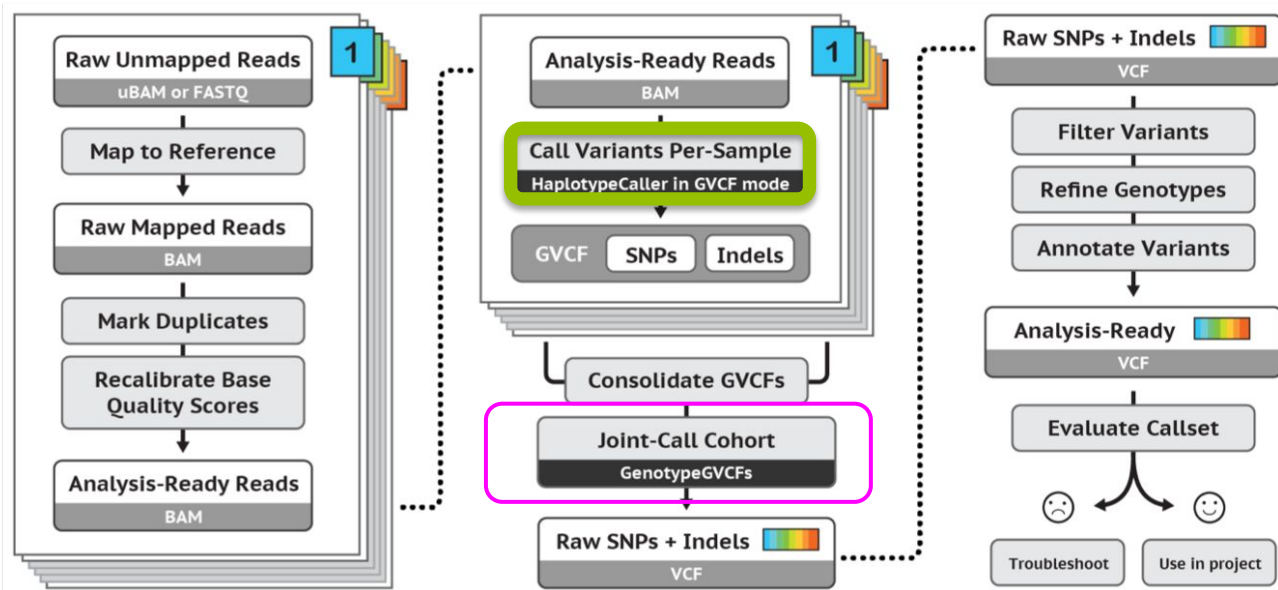 1
Raw Unmapped Reads
uBAM or FASTQ
Map to Reference
Raw Mapped Reads
BAM
Mark Duplicates
Recalibrate Base
Quality Scores
Analysis-Ready Reads
BAM
1
Analysis-Ready Reads
BAM
Call Variants Per-Sample
HaplotypeCaller in GVCF mode
GVCF SNPs Indels
Consolidate GVCFs
Joint-Call Cohort
GenotypeGVCFs
Raw SNPs + Indels
VCF
Raw SNPs + Indels
VCF
Filter Variants
Refine Genotypes
Annotate Variants
Analysis-Ready
VCF
Evaluate Callset
Troubleshoot
Use in project